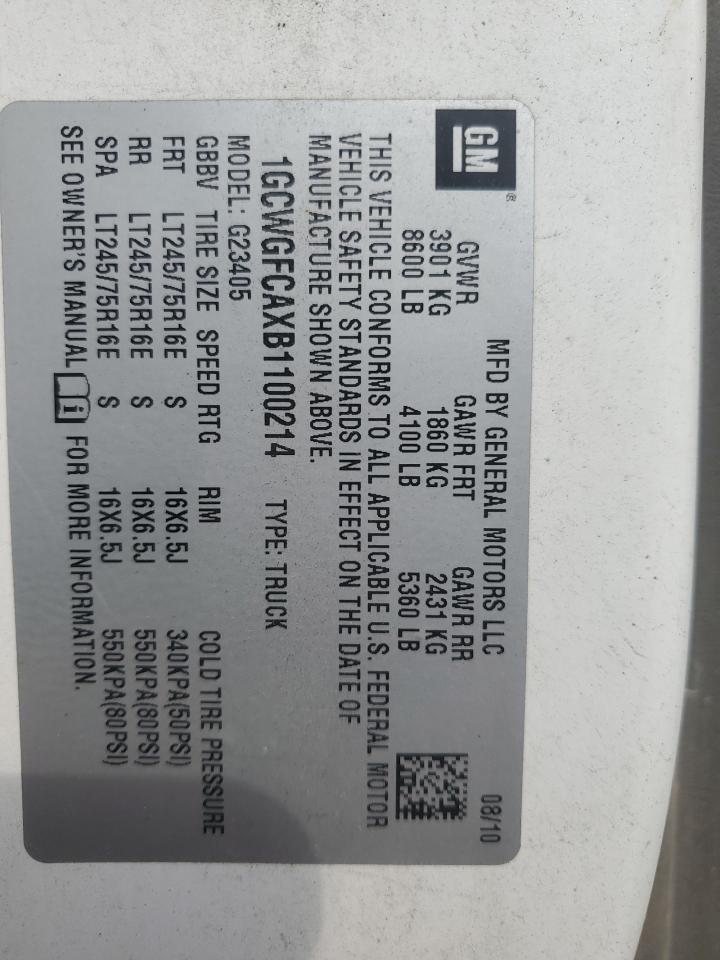 GM®
MFD BY GENERAL MOTORS LLC 08/10
GVWR GAWR FRT GAWR RR
3901 KG 1860 KG 2431 KG
8600 LB 4100 LB 5360 LB
THIS VEHICLE CONFORMS TO ALL APPLICABLE U.S. FEDERAL MOTOR
VEHICLE SAFETY STANDARDS IN EFFECT ON THE DATE OF
MANUFACTURE SHOWN ABOVE.
1GCWGFCAXB1100214 TYPE: TRUCK
MODEL: G23405
GBBV TIRE SIZE SPEED RTG RIM COLD TIRE PRESSURE
FRT LT245/75R16E S 16X6.5J 340KPA(50PSI)
RR LT245/75R16E S 16X6.5J 550KPA(80PSI)
SPA LT245/75R16E S 16X6.5J 550KPA(80PSI)
SEE OWNER'S MANUAL i FOR MORE INFORMATION.